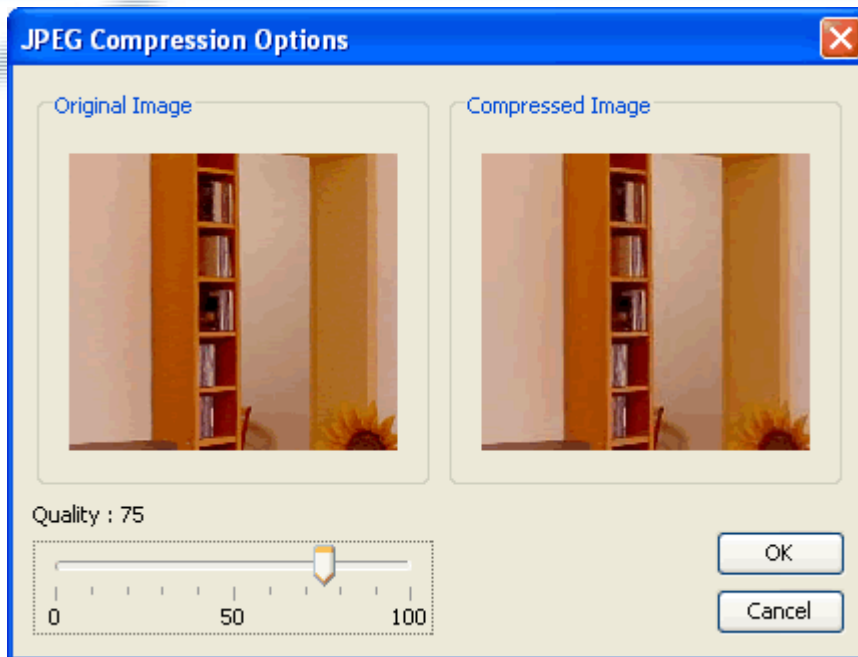 JPEG Compression Options
Original Image
Compressed Image
Quality : 75
0 50 100
OK
Cancel